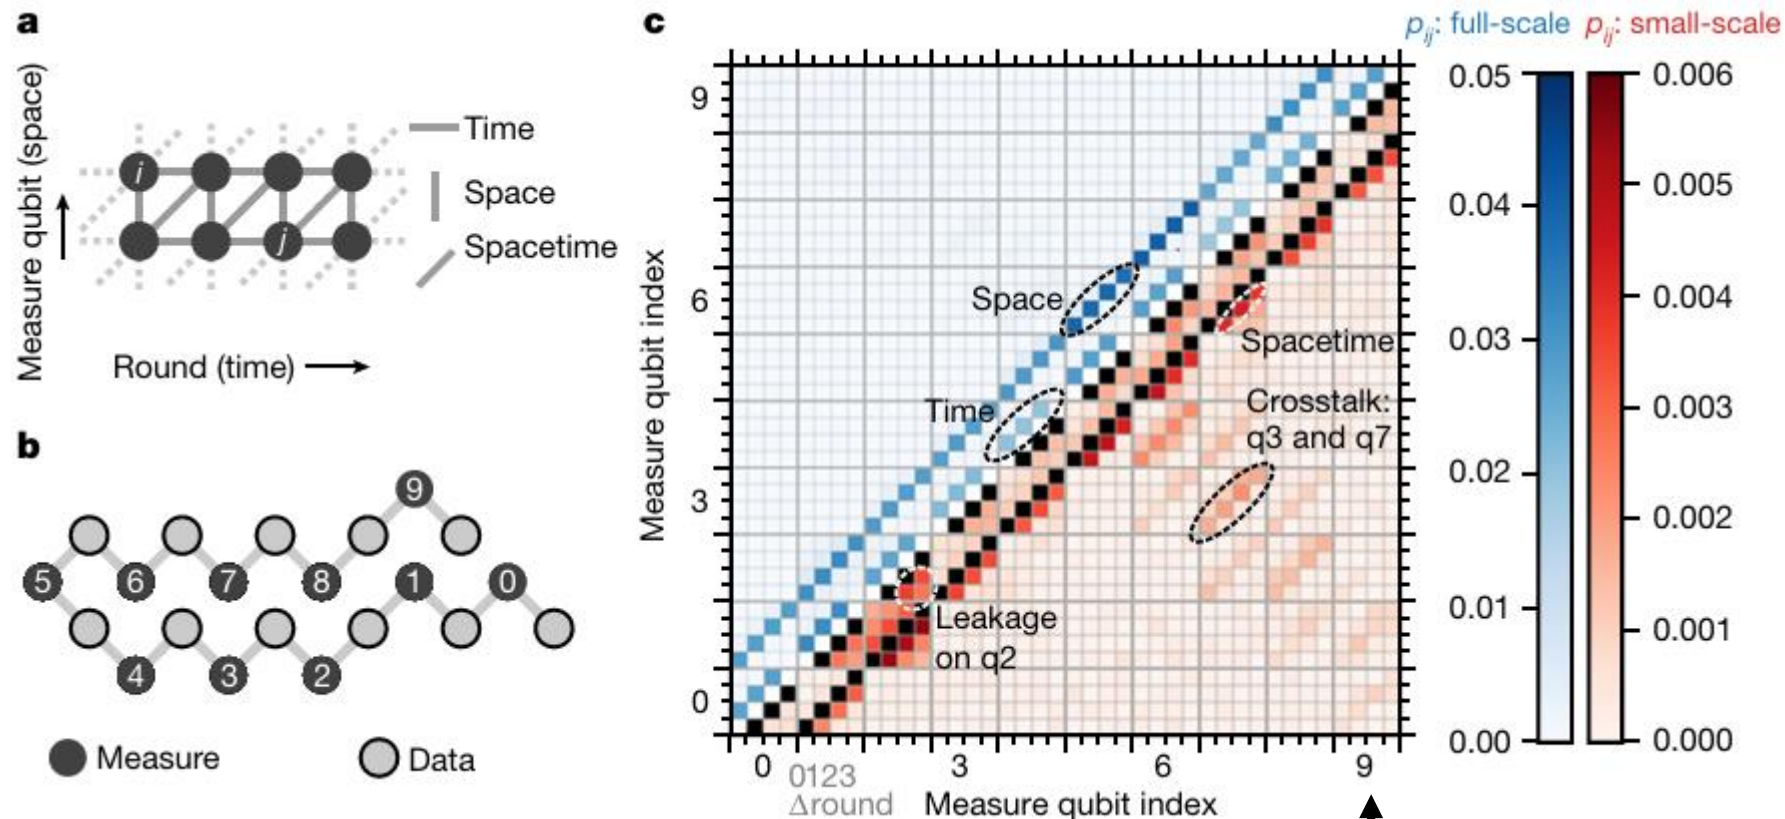 a
Measure qubit (space)
i
j
Time
Space
Spacetime
Round (time)
b
9
5
6
7
8
1
0
4
3
2
Measure
Data
c
p_ij: full-scale
p_ij: small-scale
Measure qubit index
9
6
3
0
Space
Time
Spacetime
Crosstalk:
q3 and q7
Leakage
on q2
0
3
6
9
0123
Δround
Measure qubit index
0.05
0.04
0.03
0.02
0.01
0.00
0.006
0.005
0.004
0.003
0.002
0.001
0.000